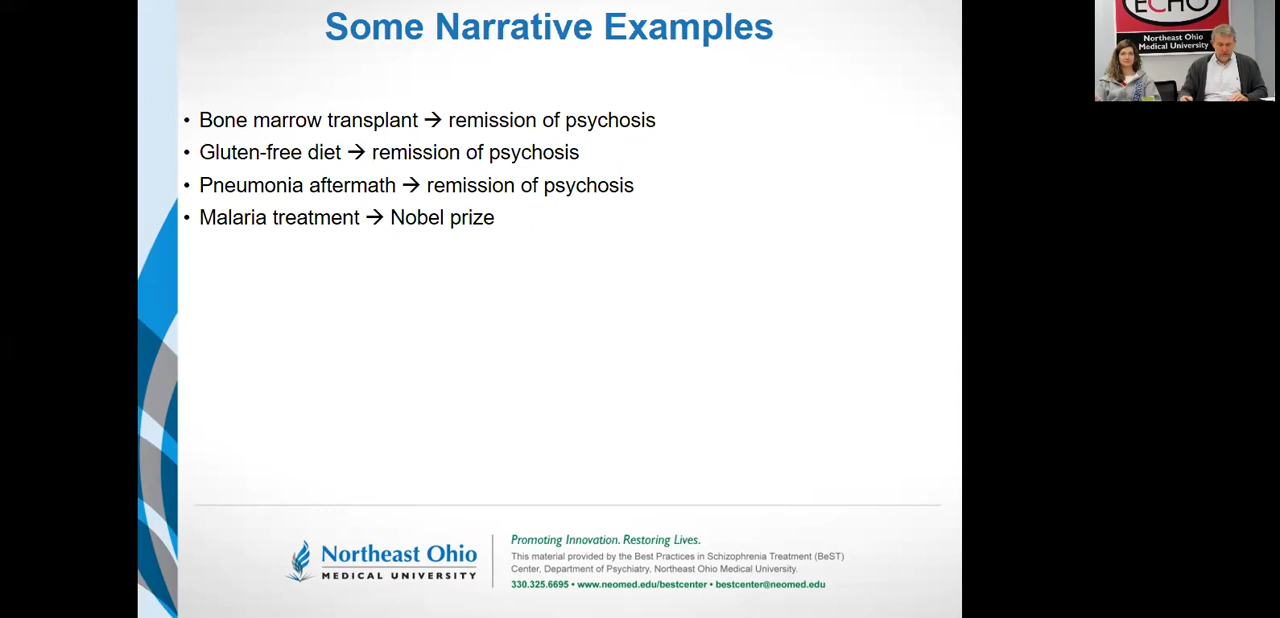 Some Narrative Examples
ECHO
Northeast Ohio
Medical University
• Bone marrow transplant → remission of psychosis
• Gluten-free diet → remission of psychosis
• Pneumonia aftermath → remission of psychosis
• Malaria treatment → Nobel prize
Northeast Ohio
MEDICAL UNIVERSITY
Promoting Innovation. Restoring Lives.
This material provided by the Best Practices in Schizophrenia Treatment (BeST)
Center, Department of Psychiatry, Northeast Ohio Medical University.
330.325.6695 • www.neomed.edu/bestcenter • bestcenter@neomed.edu